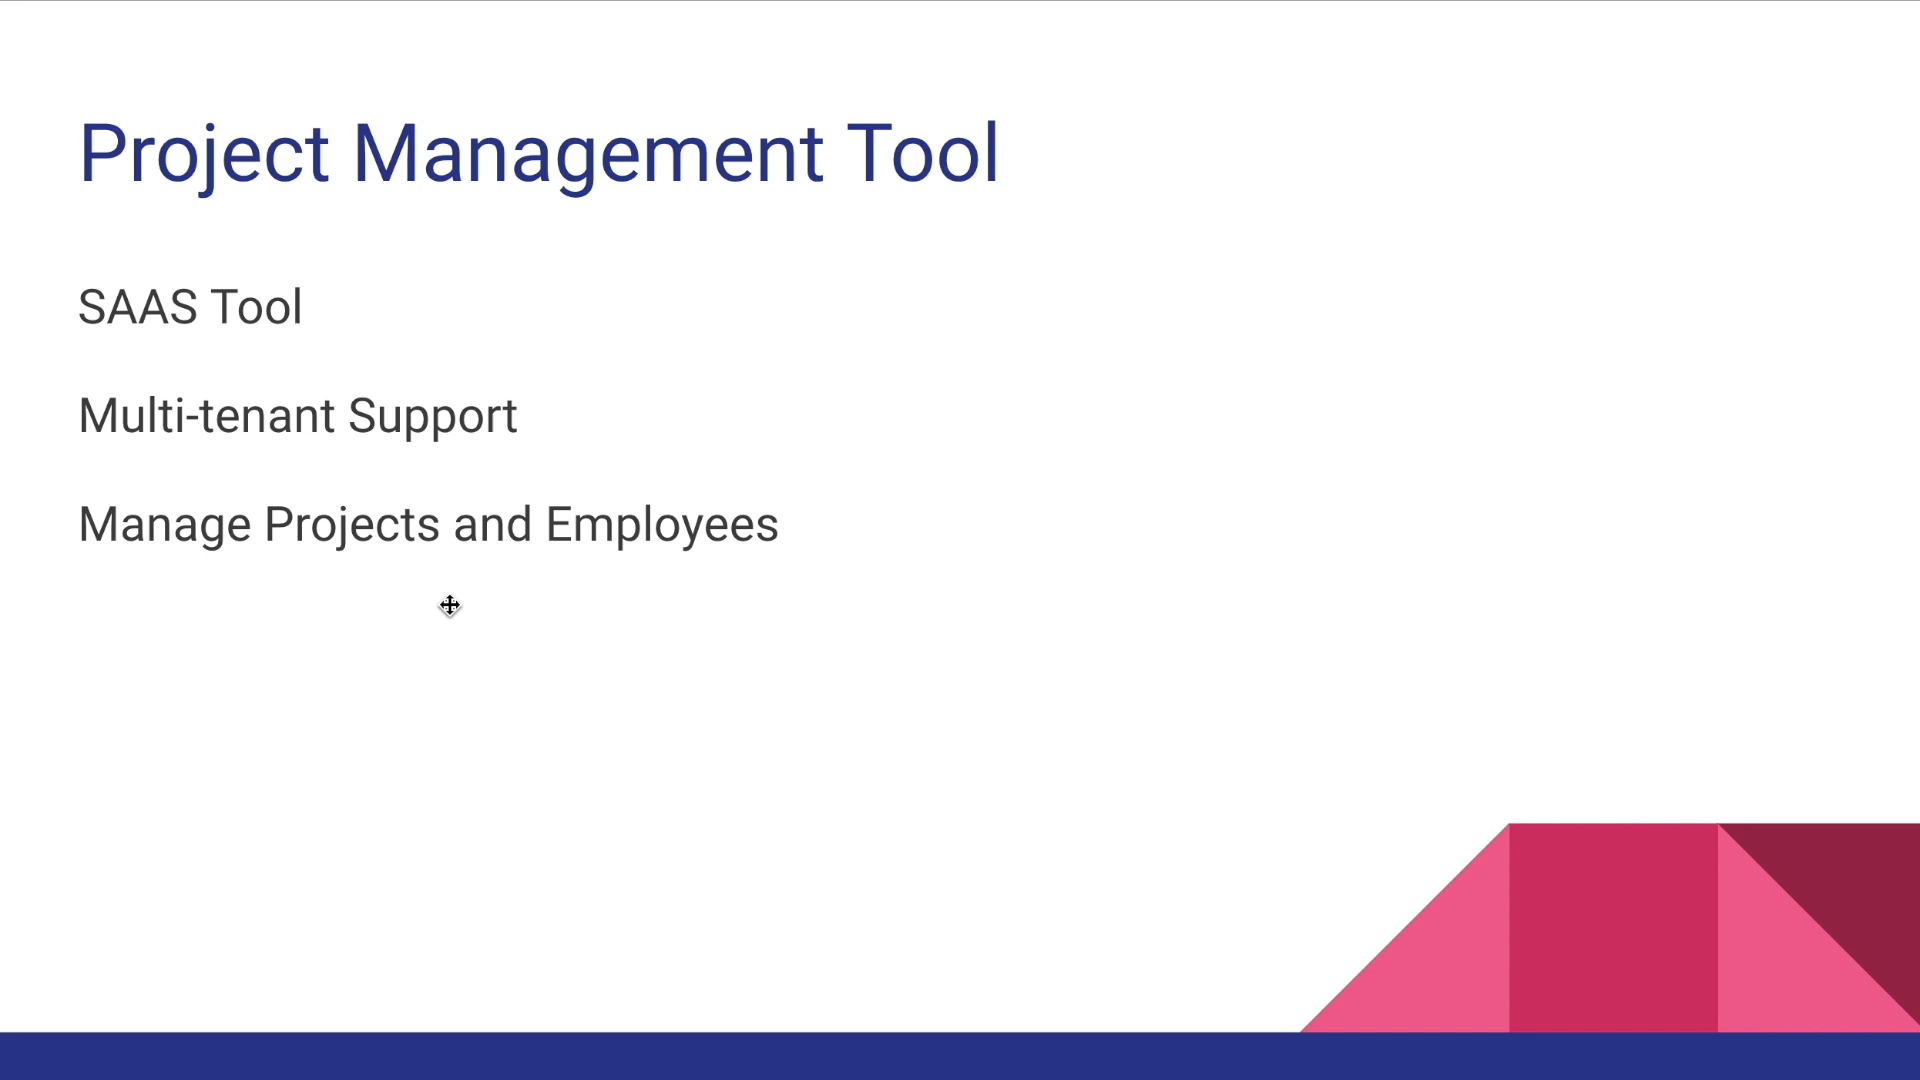 Project Management Tool
SAAS Tool
Multi-tenant Support
Manage Projects and Employees